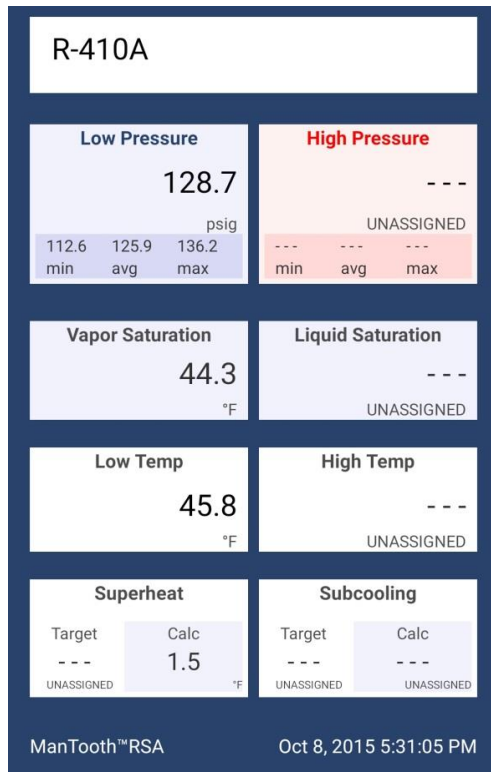 R-410A
Low Pressure
128.7
psig
112.6 125.9 136.2
min avg max
High Pressure
---
UNASSIGNED
--- --- ---
min avg max
Vapor Saturation
44.3
°F
Liquid Saturation
---
UNASSIGNED
Low Temp
45.8
°F
High Temp
---
UNASSIGNED
Superheat
Target Calc
--- 1.5
UNASSIGNED °F
Subcooling
Target Calc
--- ---
UNASSIGNED UNASSIGNED
ManTooth™RSA
Oct 8, 2015 5:31:05 PM